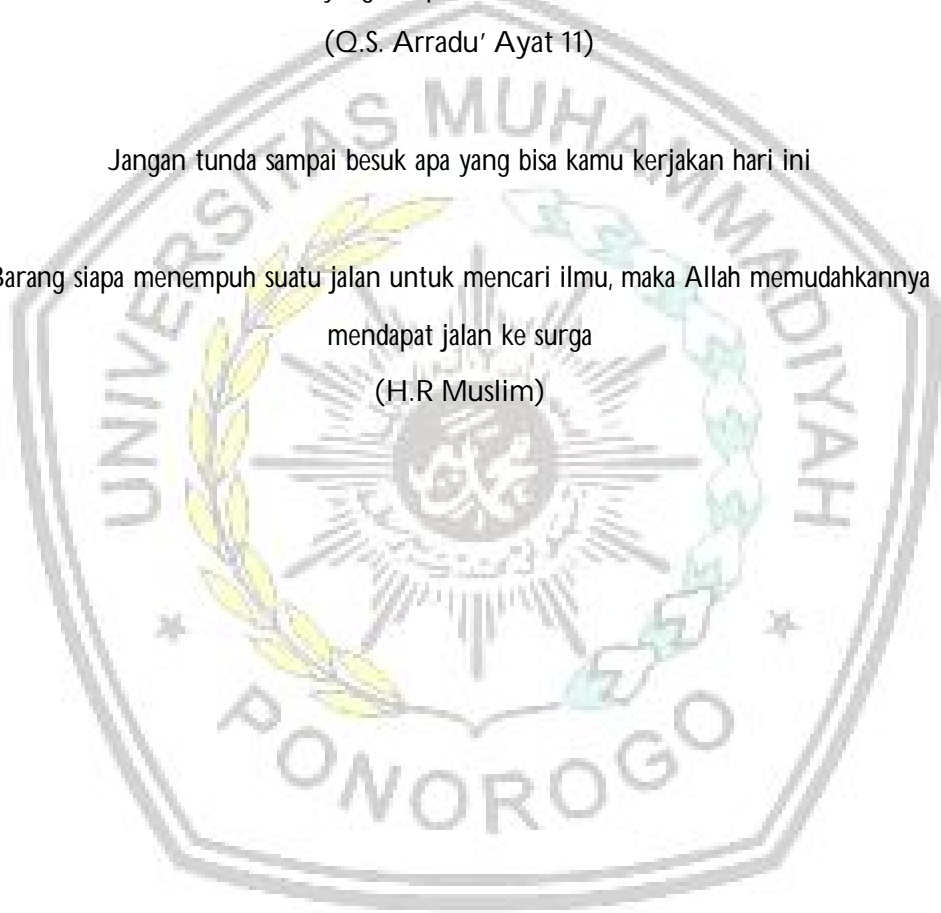 (Q.S. Arradu’ Ayat 11)
Jangan tunda sampai besuk apa yang bisa kamu kerjakan hari ini
Barang siapa menempuh suatu jalan untuk mencari ilmu, maka Allah memudahkannya
mendapat jalan ke surga
(H.R Muslim)
UNIVERSITAS MUHAMMADIYAH
PONOROGO